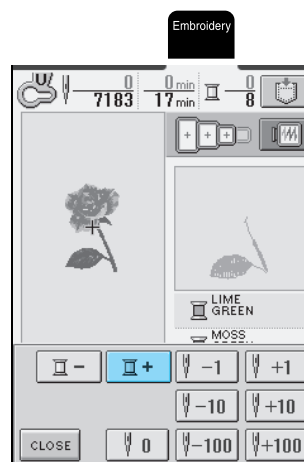 Embroidery
U
0 0 min 0
7183 17 min 8
LIME
GREEN
MOSS
− + −1 +1
−10 +10
CLOSE 0 −100 +100